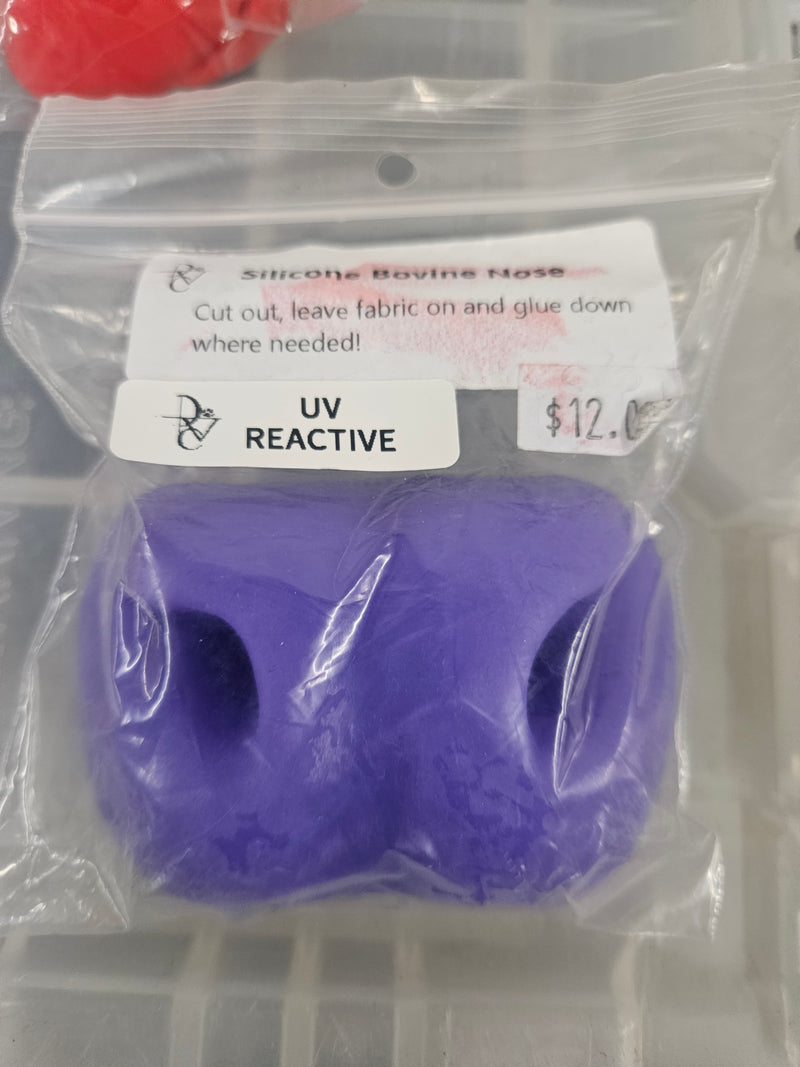 Silicone Bovine Nose
Cut out, leave fabric on and glue down
where needed!
UV
REACTIVE
$12.0